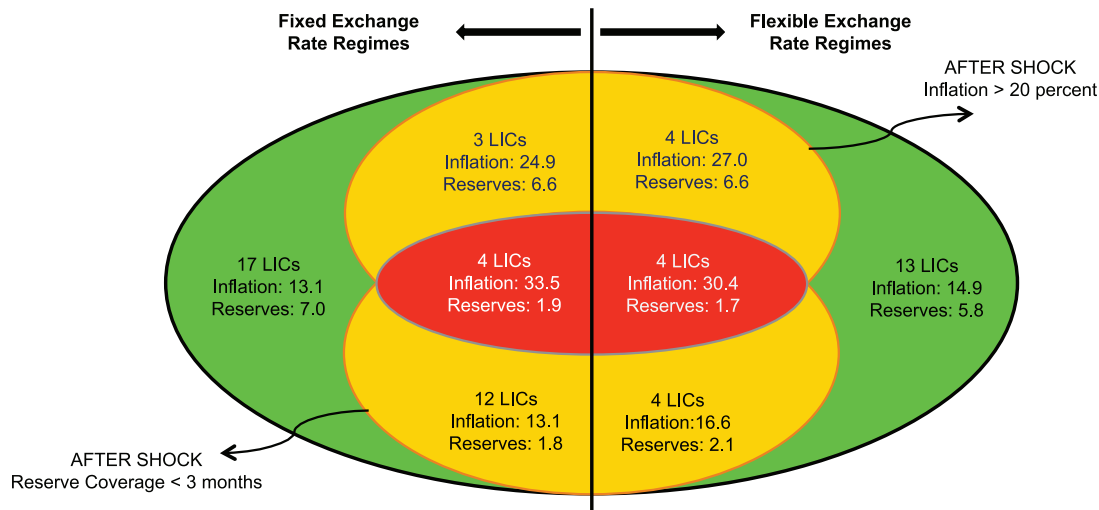 Fixed Exchange
Rate Regimes
Flexible Exchange
Rate Regimes
AFTER SHOCK
Inflation > 20 percent
3 LICs
Inflation: 24.9
Reserves: 6.6
4 LICs
Inflation: 27.0
Reserves: 6.6
17 LICs
Inflation: 13.1
Reserves: 7.0
4 LICs
Inflation: 33.5
Reserves: 1.9
4 LICs
Inflation: 30.4
Reserves: 1.7
13 LICs
Inflation: 14.9
Reserves: 5.8
12 LICs
Inflation: 13.1
Reserves: 1.8
4 LICs
Inflation:16.6
Reserves: 2.1
AFTER SHOCK
Reserve Coverage < 3 months